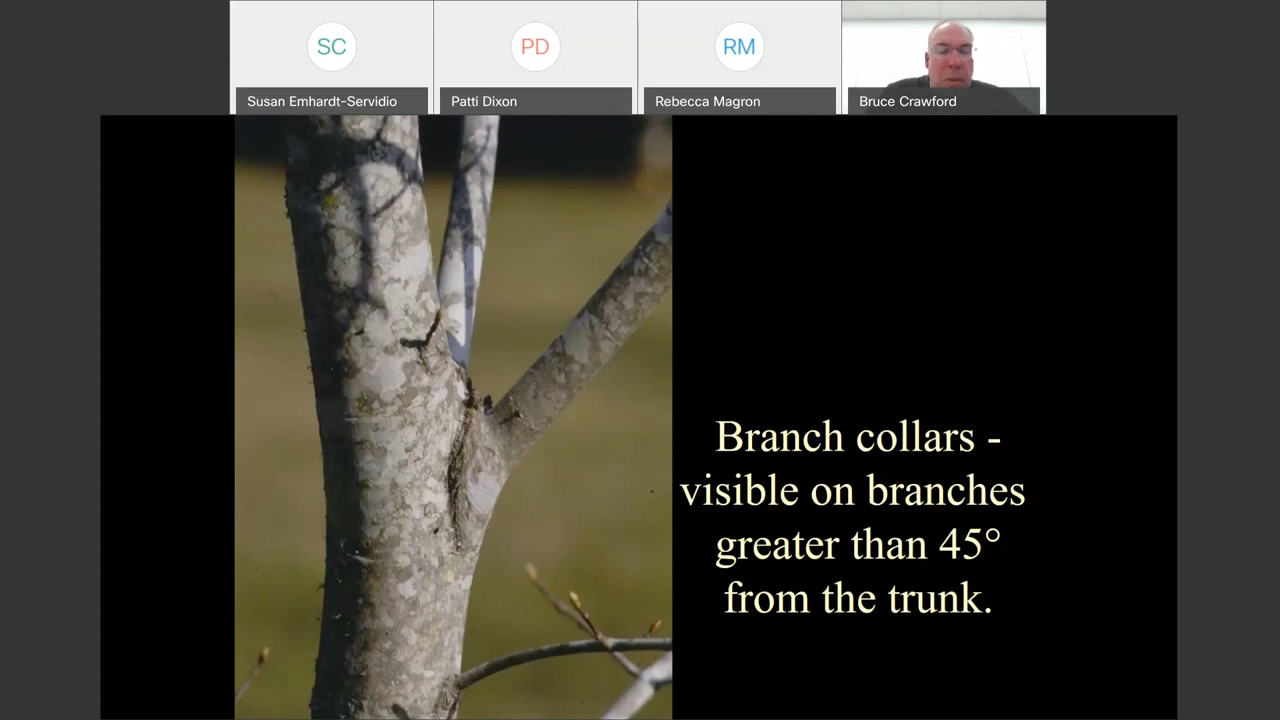 SC
PD
RM
Susan Emhardt-Servidio
Patti Dixon
Rebecca Magron
Bruce Crawford
Branch collars -
visible on branches
greater than 45°
from the trunk.